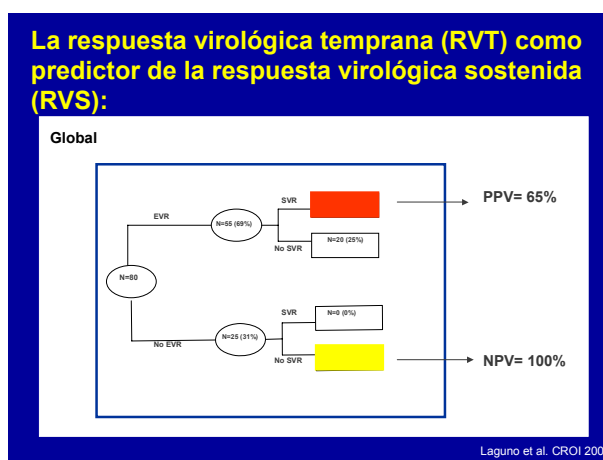 La respuesta virológica temprana (RVT) como
predictor de la respuesta virológica sostenida
(RVS):
Global
SVR
PPV= 65%
EVR
N=55 (69%)
N=20 (25%)
No SVR
N=80
SVR
N=0 (0%)
N=25 (31%)
No EVR
No SVR
NPV= 100%
Laguno et al. CROI 200